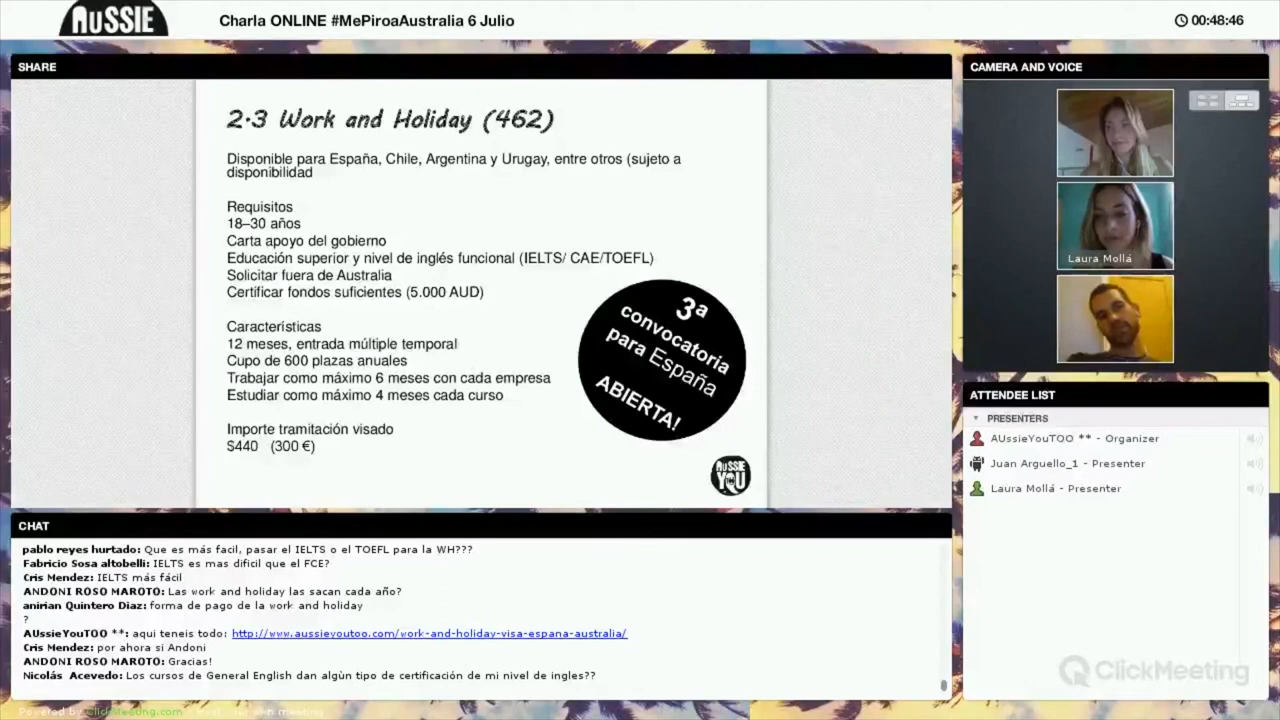 AUSSIE
Charla ONLINE #MePiroaAustralia 6 Julio
00:48:46
SHARE
2.3 Work and Holiday (462)
Disponible para España, Chile, Argentina y Urugay, entre otros (sujeto a
disponibilidad
Requisitos
18–30 años
Carta apoyo del gobierno
Educación superior y nivel de inglés funcional (IELTS/ CAE/TOEFL)
Solicitar fuera de Australia
Certificar fondos suficientes (5.000 AUD)
Características
12 meses, entrada múltiple temporal
Cupo de 600 plazas anuales
Trabajar como máximo 6 meses con cada empresa
Estudiar como máximo 4 meses cada curso
Importe tramitación visado
$440 (300 €)
3ª
convocatoria
para España
ABIERTA!
AUSSIE
YOU
CAMERA AND VOICE
Laura Mollá
ATTENDEE LIST
PRESENTERS
AUssieYouTOO ** - Organizer
Juan Arguello_1 - Presenter
Laura Mollá - Presenter
CHAT
pablo reyes hurtado: Que es más facil, pasar el IELTS o el TOEFL para la WH???
Fabricio Sosa altobelli: IELTS es mas dificil que el FCE?
Cris Mendez: IELTS más fácil
ANDONI ROSO MAROTO: Las work and holiday las sacan cada año?
anirian Quintero Diaz: forma de pago de la work and holiday
?
AUssieYouTOO **: aqui teneis todo: http://www.aussieyoutoo.com/work-and-holiday-visa-espana-australia/
Cris Mendez: por ahora si Andoni
ANDONI ROSO MAROTO: Gracias!
Nicolás Acevedo: Los cursos de General English dan algùn tipo de certificación de mi nivel de ingles??
ClickMeeting
Powered by ClickMeeting.com
own meeting